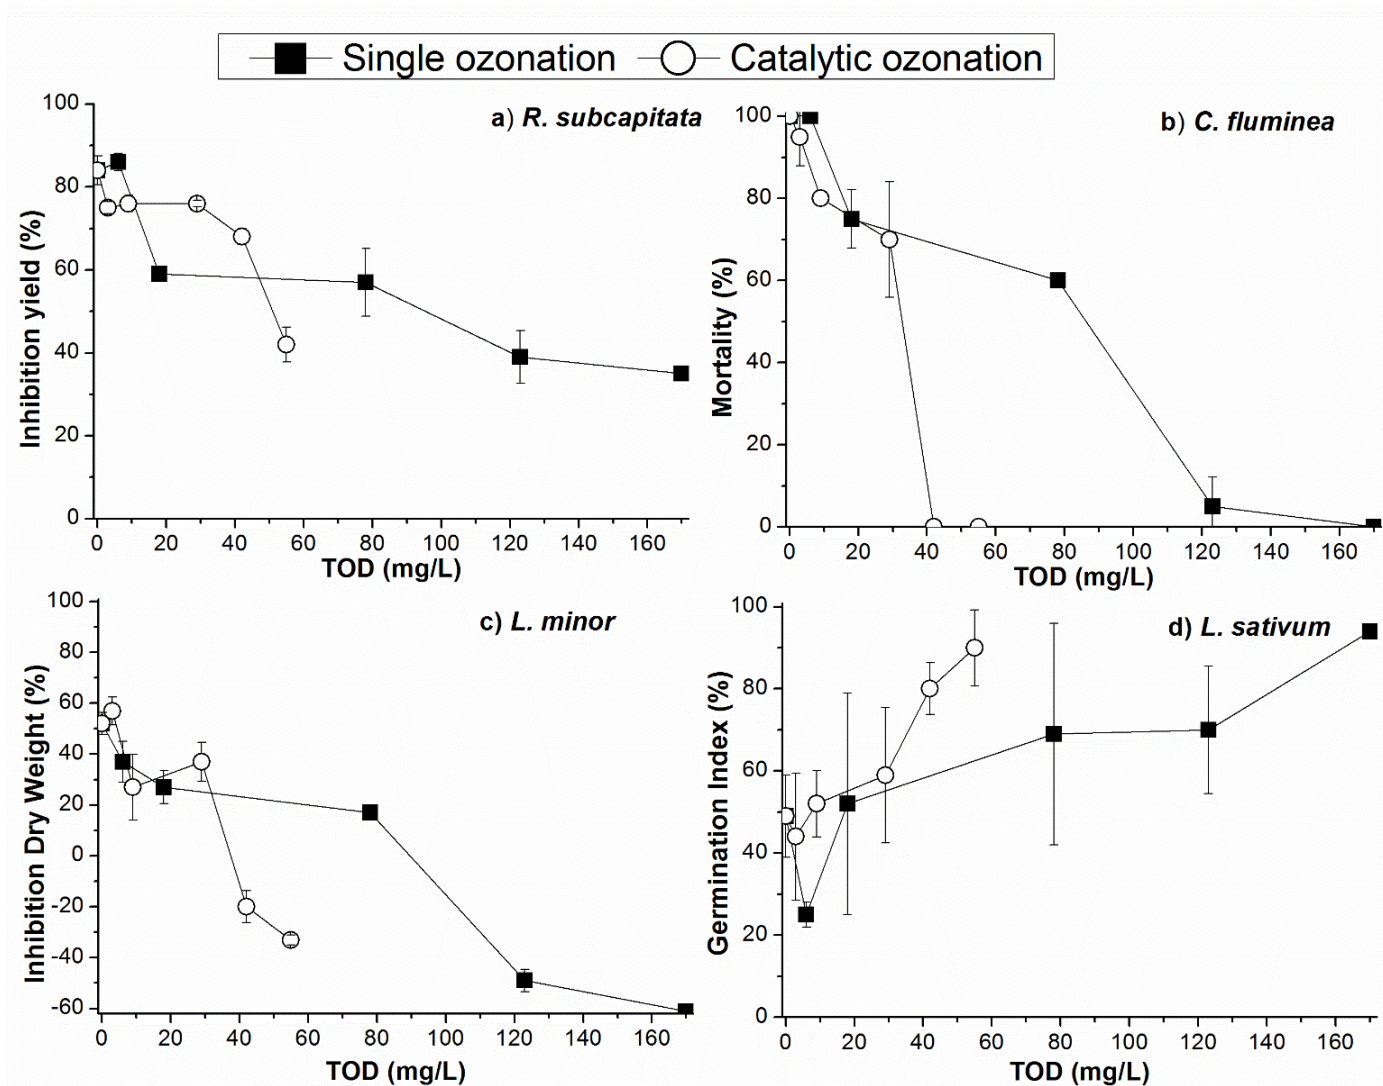 Single ozonation Catalytic ozonation
a) R. subcapitata
Inhibition yield (%)
100
80
60
40
20
0
0 20 40 60 80 100 120 140 160
TOD (mg/L)
b) C. fluminea
Mortality (%)
100
80
60
40
20
0
0 20 40 60 80 100 120 140 160
TOD (mg/L)
c) L. minor
Inhibition Dry Weight (%)
100
80
60
40
20
0
-20
-40
-60
0 20 40 60 80 100 120 140 160
TOD (mg/L)
d) L. sativum
Germination Index (%)
100
80
60
40
20
0
0 20 40 60 80 100 120 140 160
TOD (mg/L)